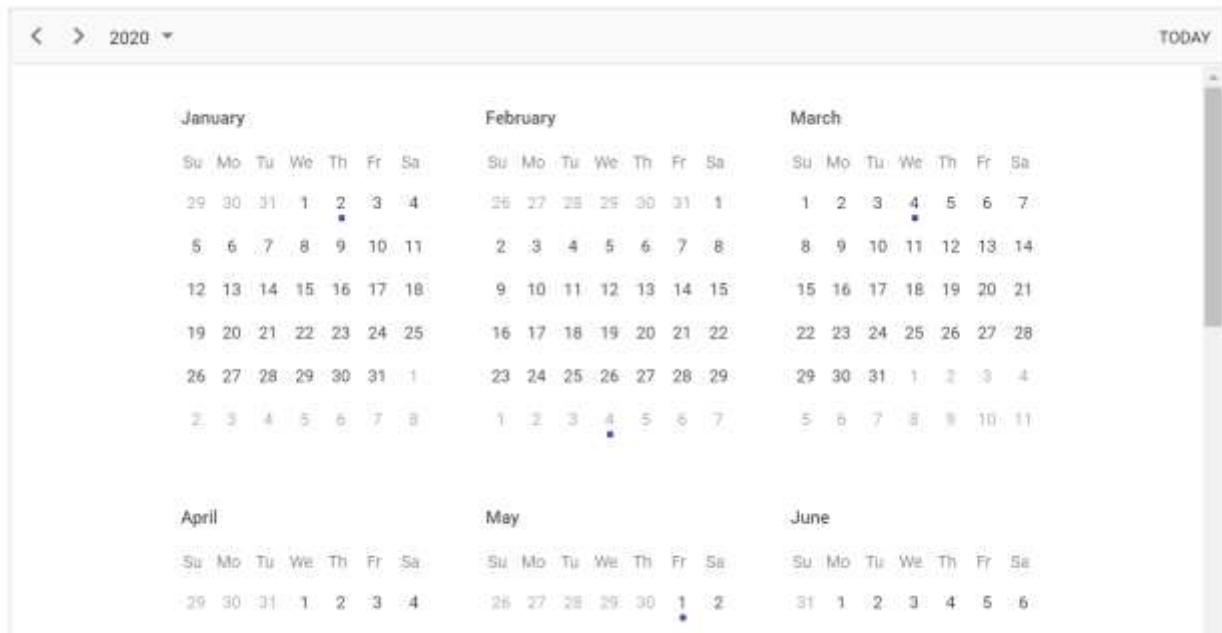 2020 TODAY
January February March
Su Mo Tu We Th Fr Sa Su Mo Tu We Th Fr Sa Su Mo Tu We Th Fr Sa
29 30 31 1 2 3 4 26 27 28 29 30 31 1 1 2 3 4 5 6 7
5 6 7 8 9 10 11 2 3 4 5 6 7 8 8 9 10 11 12 13 14
12 13 14 15 16 17 18 9 10 11 12 13 14 15 15 16 17 18 19 20 21
19 20 21 22 23 24 25 16 17 18 19 20 21 22 22 23 24 25 26 27 28
26 27 28 29 30 31 1 23 24 25 26 27 28 29 29 30 31 1 2 3 4
2 3 4 5 6 7 8 1 2 3 4 5 6 7 5 6 7 8 9 10 11
April May June
Su Mo Tu We Th Fr Sa Su Mo Tu We Th Fr Sa Su Mo Tu We Th Fr Sa
29 30 31 1 2 3 4 26 27 28 29 30 1 2 31 1 2 3 4 5 6